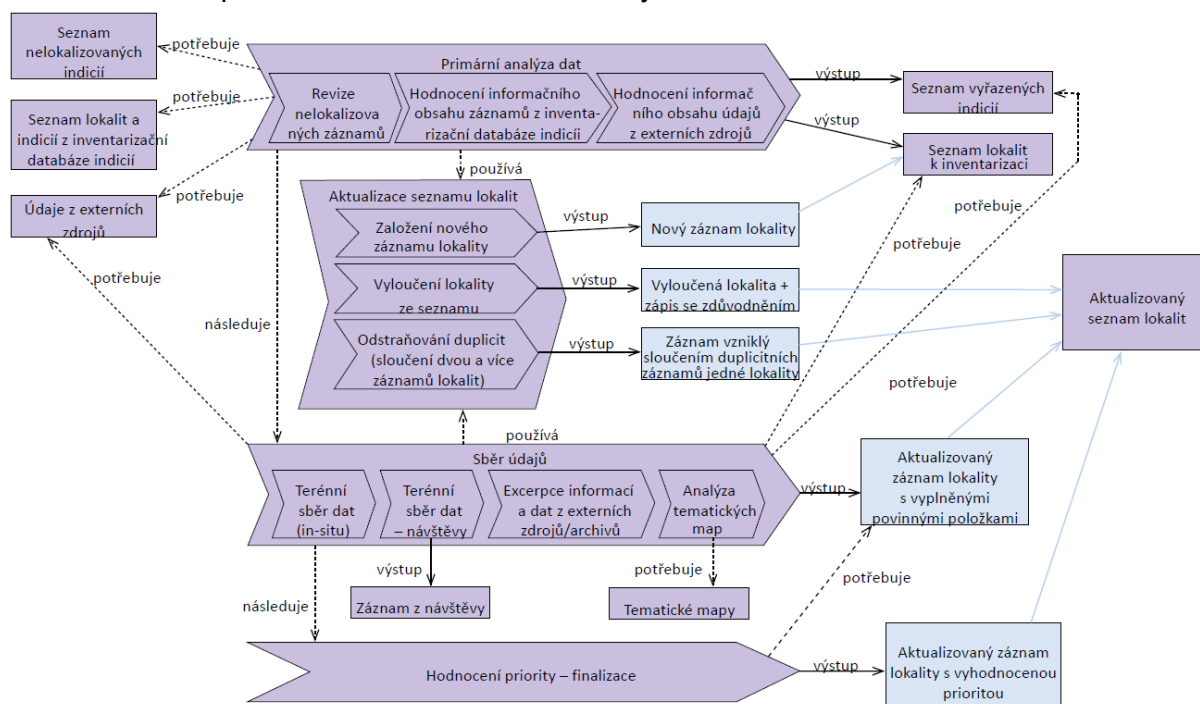 Seznam
nelokalizovaných
indicií
potřebuje
Seznam lokalit a
indicií z inventarizační
databáze indicií
potřebuje
Údaje z externích
zdrojů
potřebuje
potřebuje
Primární analýza dat
Revize
nelokalizova
ných záznamů
Hodnocení informačního
obsahu záznamů z inventa-
rizační databáze indicíi
Hodnocení informač
ního obsahu údajů
z externích zdrojů
výstup
Seznam vyřazených
indicií
výstup
Seznam lokalit
k inventarizaci
používá
Aktualizace seznamu lokalit
Založení nového
záznamu lokality
výstup
Nový záznam lokality
Vyloučení lokality
ze seznamu
výstup
Vyloučená lokalita +
zápis se zdůvodněním
Odstraňování duplicit
(sloučení dvou a více
záznamů lokalit)
výstup
Záznam vzniklý
sloučením duplicitních
záznamů jedné lokality
potřebuje
potřebuje
Aktualizovaný
seznam lokalit
následuje
potřebuje
používá
Sběr údajů
Terénní
sběr dat
(in-situ)
Terénní
sběr dat
– návštěvy
Excerpce informací
a dat z externích
zdrojů/archivů
Analýza
tematických
map
výstup
Aktualizovaný
záznam lokality
s vyplněnými
povinnými položkami
výstup
Záznam z návštěvy
potřebuje
Tematické mapy
potřebuje
následuje
Hodnocení priority – finalizace
výstup
Aktualizovaný záznam
lokality s vyhodnocenou
prioritou